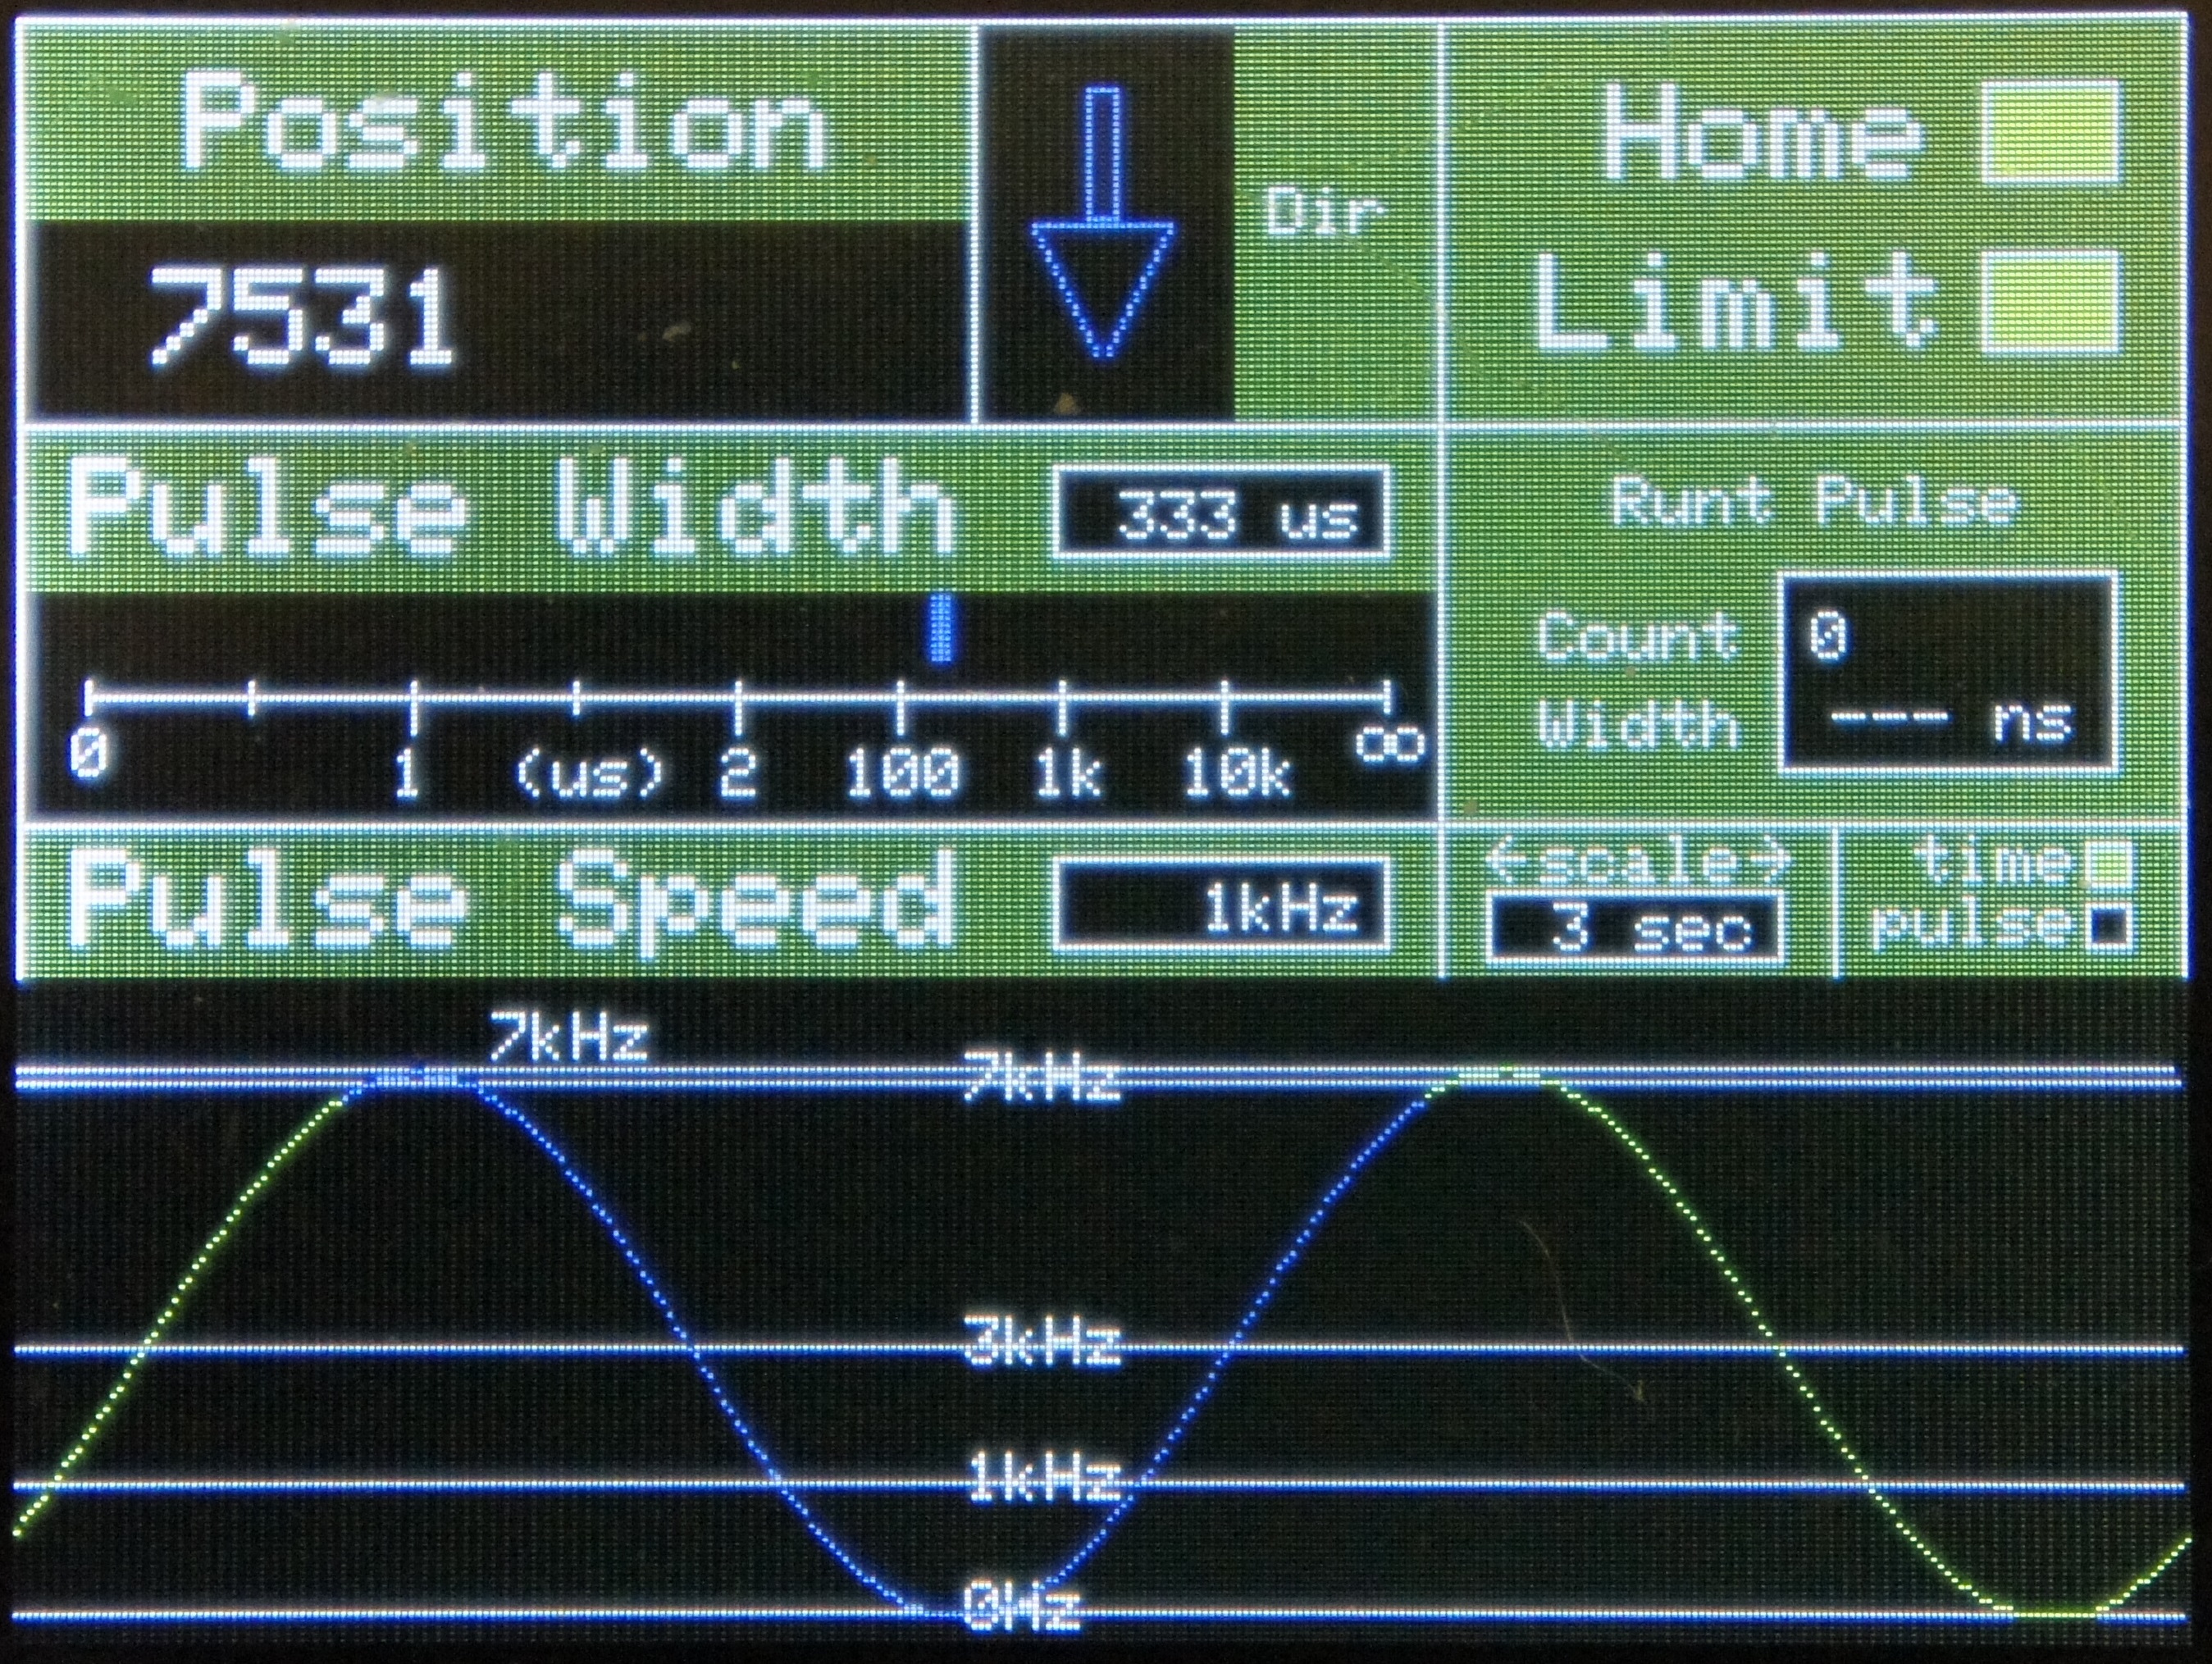 Position
Dir
Home
7531
Limit
Pulse Width
333 us
Runt Pulse
Count
0
Width
---- ns
0
1
(us)
2
100
1k
10k
∞
Pulse Speed
1kHz
<scale>
3 sec
time
pulse
7kHz
7kHz
3kHz
1kHz
0Hz